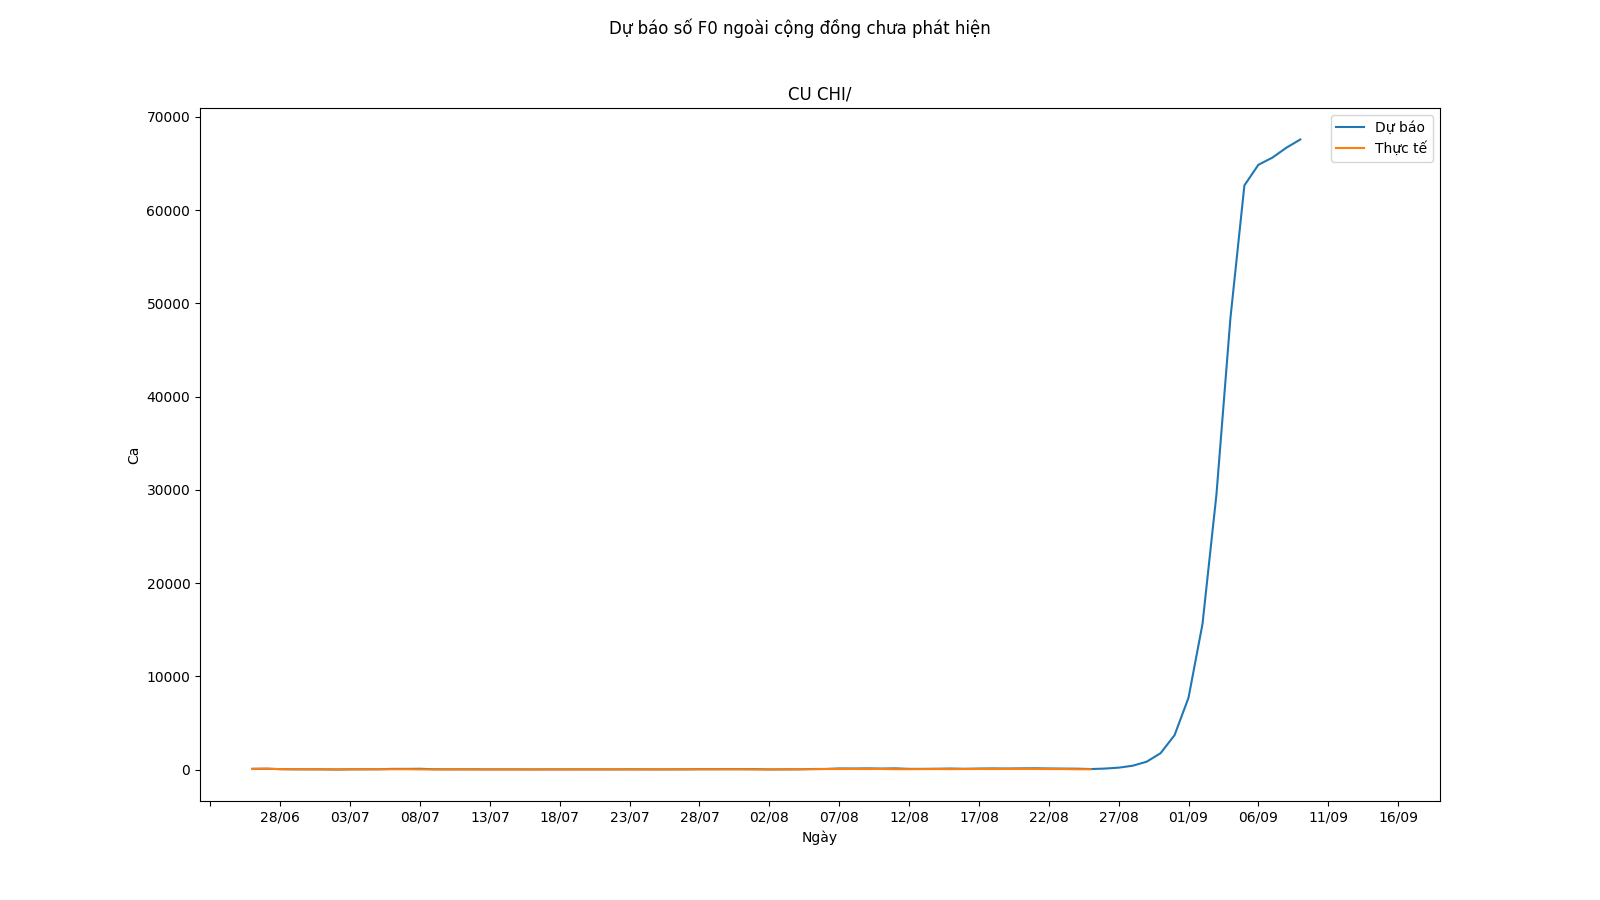 Dự báo số F0 ngoài cộng đồng chưa phát hiện
CU CHI/
70000
60000
50000
40000
30000
20000
10000
0
Ca
Dự báo
Thực tế
28/06 03/07 08/07 13/07 18/07 23/07 28/07 02/08 07/08 12/08 17/08 22/08 27/08 01/09 06/09 11/09 16/09
Ngày